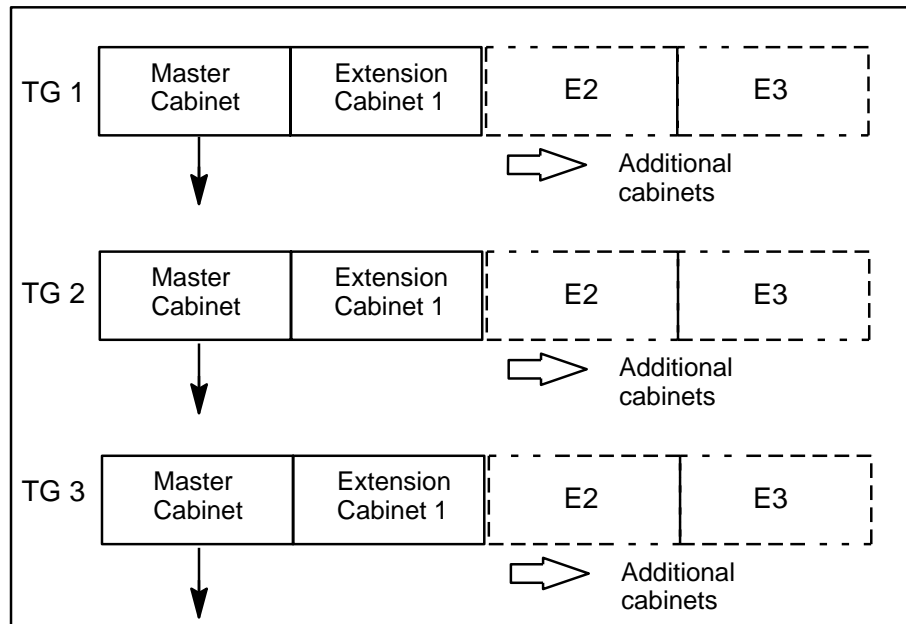 TG 1
Master
Cabinet
Extension
Cabinet 1
E2
E3
Additional
cabinets
TG 2
Master
Cabinet
Extension
Cabinet 1
E2
E3
Additional
cabinets
TG 3
Master
Cabinet
Extension
Cabinet 1
E2
E3
Additional
cabinets